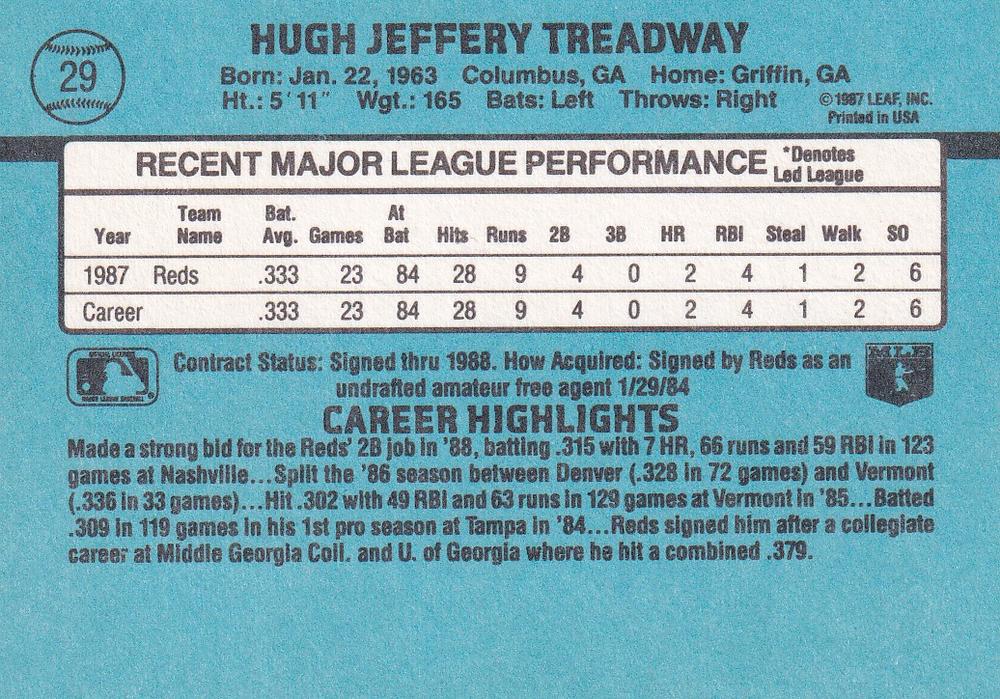 29
HUGH JEFFERY TREADWAY
Born: Jan. 22, 1963 Columbus, GA Home: Griffin, GA
Ht.: 5'11" Wgt.: 165 Bats: Left Throws: Right
©1987 LEAF, INC.
Printed in USA
RECENT MAJOR LEAGUE PERFORMANCE *Denotes Led League
Year Team Name Bat. Avg. Games At Bat Hits Runs 2B 3B HR RBI Steal Walk SO
1987 Reds .333 23 84 28 9 4 0 2 4 1 2 6
Career .333 23 84 28 9 4 0 2 4 1 2 6
MLB
Contract Status: Signed thru 1988. How Acquired: Signed by Reds as an
undrafted amateur free agent 1/29/84
CAREER HIGHLIGHTS
Made a strong bid for the Reds' 2B job in '88, batting .315 with 7 HR, 66 runs and 59 RBI in 123
games at Nashville...Split the '86 season between Denver (.328 in 72 games) and Vermont
(.336 in 33 games)...Hit .302 with 49 RBI and 63 runs in 129 games at Vermont in '85...Batted
.309 in 119 games in his 1st pro season at Tampa in '84...Reds signed him after a collegiate
career at Middle Georgia Coll. and U. of Georgia where he hit a combined .379.